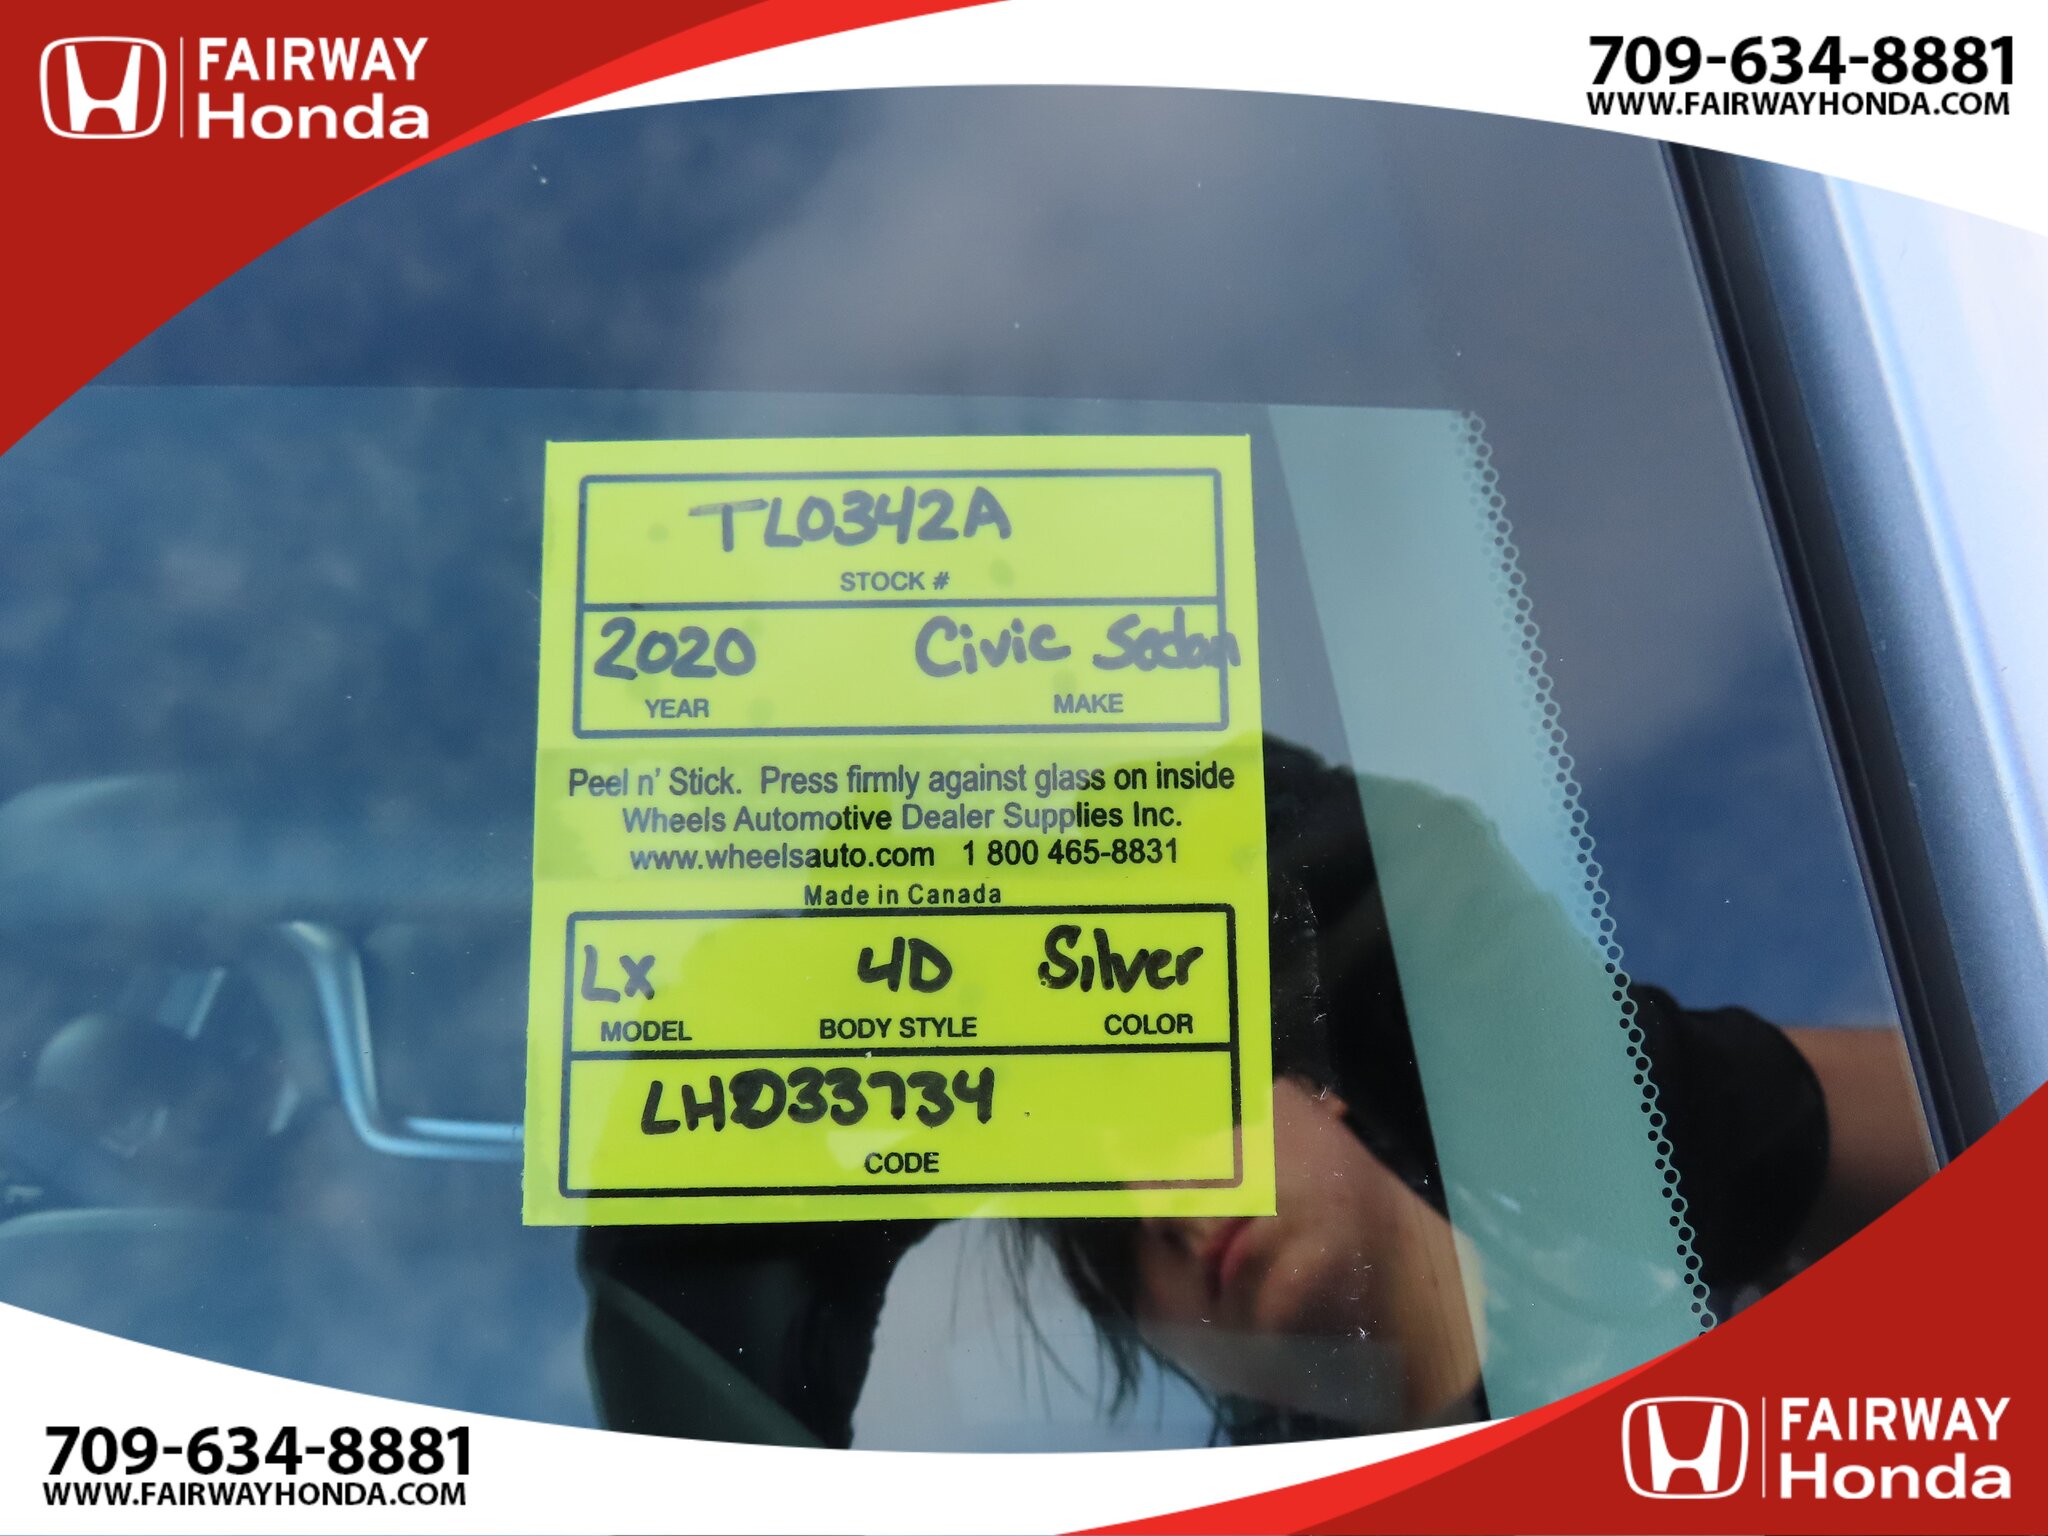 FAIRWAY
Honda
709-634-8881
WWW.FAIRWAYHONDA.COM
TL0342A
STOCK #
2020 Civic Sedan
YEAR MAKE
Peel n' Stick. Press firmly against glass on inside
Wheels Automotive Dealer Supplies Inc.
www.wheelsauto.com 1 800 465-8831
Made in Canada
LX 4D Silver
MODEL BODY STYLE COLOR
LH033734
CODE
709-634-8881
WWW.FAIRWAYHONDA.COM
FAIRWAY
Honda